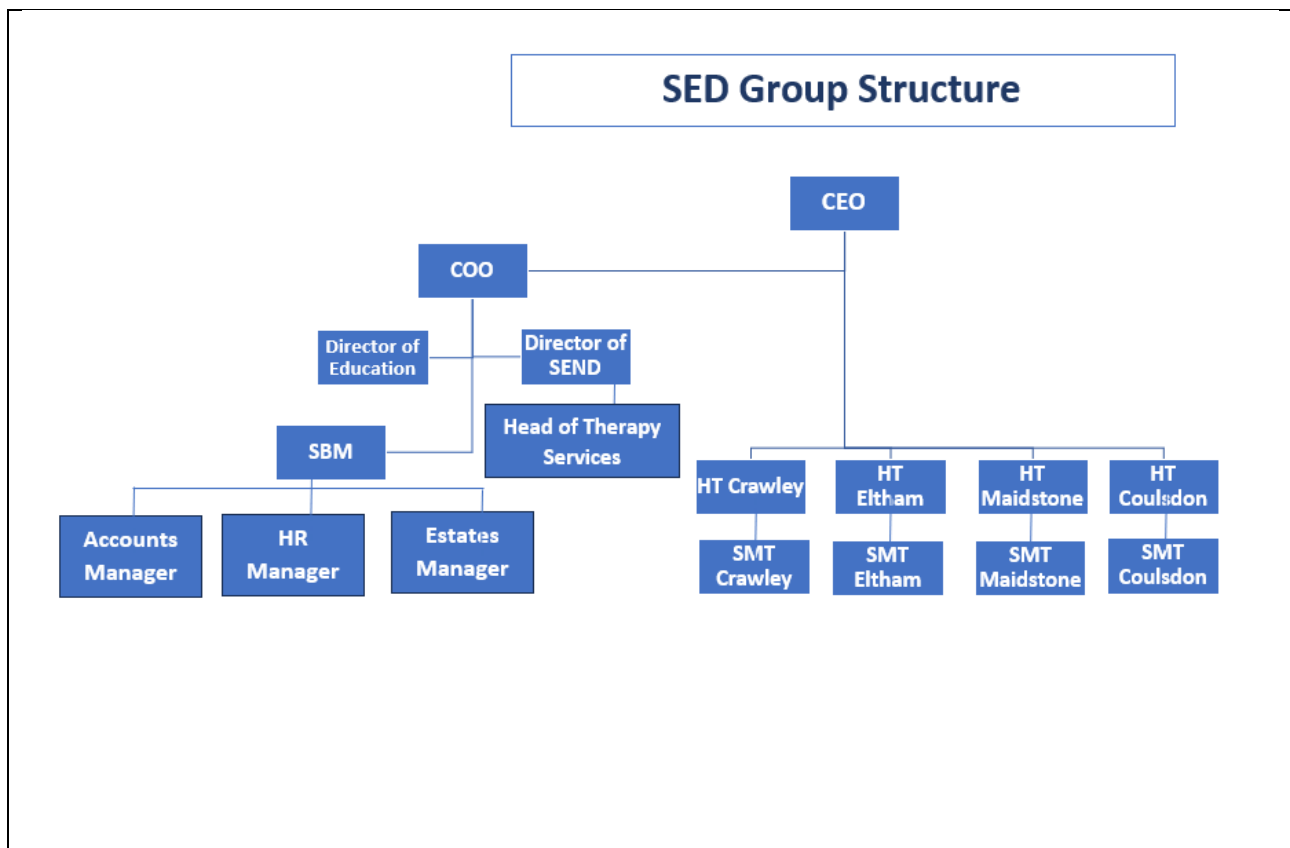 SED Group Structure
CEO
COO
Director of
Education
Director of
SEND
Head of Therapy
Services
SBM
Accounts
Manager
HR
Manager
Estates
Manager
HT Crawley
HT
Eltham
HT
Maidstone
HT
Coulsdon
SMT
Crawley
SMT
Eltham
SMT
Maidstone
SMT
Coulsdon